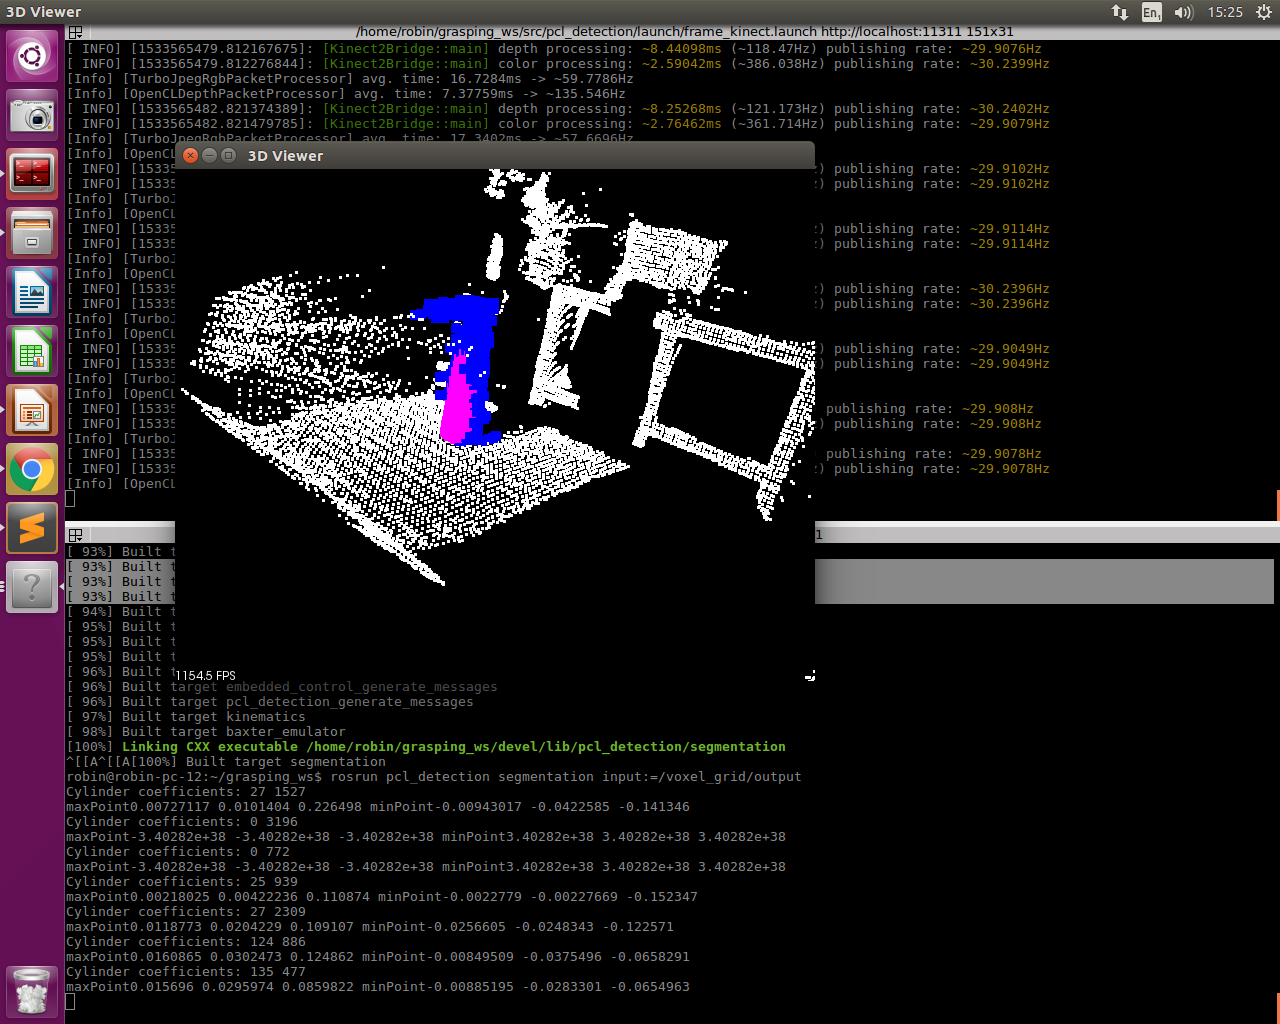 3D Viewer
En1 15:25
/home/robin/grasping_ws/src/pcl_detection/launch/frame_kinect.launch http://localhost:11311 151x31
[ INFO] [1533565479.812167675]: [Kinect2Bridge::main] depth processing: ~8.44098ms (~118.47Hz) publishing rate: ~29.9076Hz
[ INFO] [1533565479.812276844]: [Kinect2Bridge::main] color processing: ~2.59042ms (~386.038Hz) publishing rate: ~30.2399Hz
[Info] [TurboJpegRgbPacketProcessor] avg. time: 16.7284ms -> ~59.7786Hz
[Info] [OpenCLDepthPacketProcessor] avg. time: 7.37759ms -> ~135.546Hz
[ INFO] [1533565482.821374389]: [Kinect2Bridge::main] depth processing: ~8.25268ms (~121.173Hz) publishing rate: ~30.2402Hz
[ INFO] [1533565482.821479785]: [Kinect2Bridge::main] color processing: ~2.76462ms (~361.714Hz) publishing rate: ~29.9079Hz
[Info] [TurboJpegRgbPacketProcessor] avg. time: 17.3402ms -> ~57.6696Hz
[Info] [OpenCL
3D Viewer
[ INFO] [15335 ) publishing rate: ~29.9102Hz
[ INFO] [15335 ) publishing rate: ~29.9102Hz
[Info] [TurboJ
[Info] [OpenCL
[ INFO] [15335 ) publishing rate: ~29.9114Hz
[ INFO] [15335 ) publishing rate: ~29.9114Hz
[Info] [TurboJ
[Info] [OpenCL
[ INFO] [15335 ) publishing rate: ~30.2396Hz
[ INFO] [15335 ) publishing rate: ~30.2396Hz
[Info] [TurboJ
[Info] [OpenCL
[ INFO] [15335 ) publishing rate: ~29.9049Hz
[ INFO] [15335 ) publishing rate: ~29.9049Hz
[Info] [TurboJ
[Info] [OpenCL
[ INFO] [15335 publishing rate: ~29.908Hz
[ INFO] [15335 ) publishing rate: ~29.908Hz
[Info] [TurboJ
[ INFO] [15335 publishing rate: ~29.9078Hz
[ INFO] [15335 ) publishing rate: ~29.9078Hz
[Info] [OpenCL
1
[ 93%] Built t
[ 93%] Built t
[ 93%] Built t
[ 93%] Built t
[ 94%] Built t
[ 95%] Built t
[ 95%] Built t
[ 95%] Built t
[ 96%] Built t
1154.5 FPS
[ 96%] Built target embedded_control_generate_messages
[ 96%] Built target pcl_detection_generate_messages
[ 97%] Built target kinematics
[ 98%] Built target baxter_emulator
[100%] Linking CXX executable /home/robin/grasping_ws/devel/lib/pcl_detection/segmentation
^[[A^[[A[100%] Built target segmentation
robin@robin-pc-12:~/grasping_ws$ rosrun pcl_detection segmentation input:=/voxel_grid/output
Cylinder coefficients: 27 1527
maxPoint0.00727117 0.0101404 0.226498 minPoint-0.00943017 -0.0422585 -0.141346
Cylinder coefficients: 0 3196
maxPoint-3.40282e+38 -3.40282e+38 -3.40282e+38 minPoint3.40282e+38 3.40282e+38 3.40282e+38
Cylinder coefficients: 0 772
maxPoint-3.40282e+38 -3.40282e+38 -3.40282e+38 minPoint3.40282e+38 3.40282e+38 3.40282e+38
Cylinder coefficients: 25 939
maxPoint0.00218025 0.00422236 0.110874 minPoint-0.0022779 -0.00227669 -0.152347
Cylinder coefficients: 27 2309
maxPoint0.0118773 0.0204229 0.109107 minPoint-0.0256605 -0.0248343 -0.122571
Cylinder coefficients: 124 886
maxPoint0.0160865 0.0302473 0.124862 minPoint-0.00849509 -0.0375496 -0.0658291
Cylinder coefficients: 135 477
maxPoint0.015696 0.0295974 0.0859822 minPoint-0.00885195 -0.0283301 -0.0654963